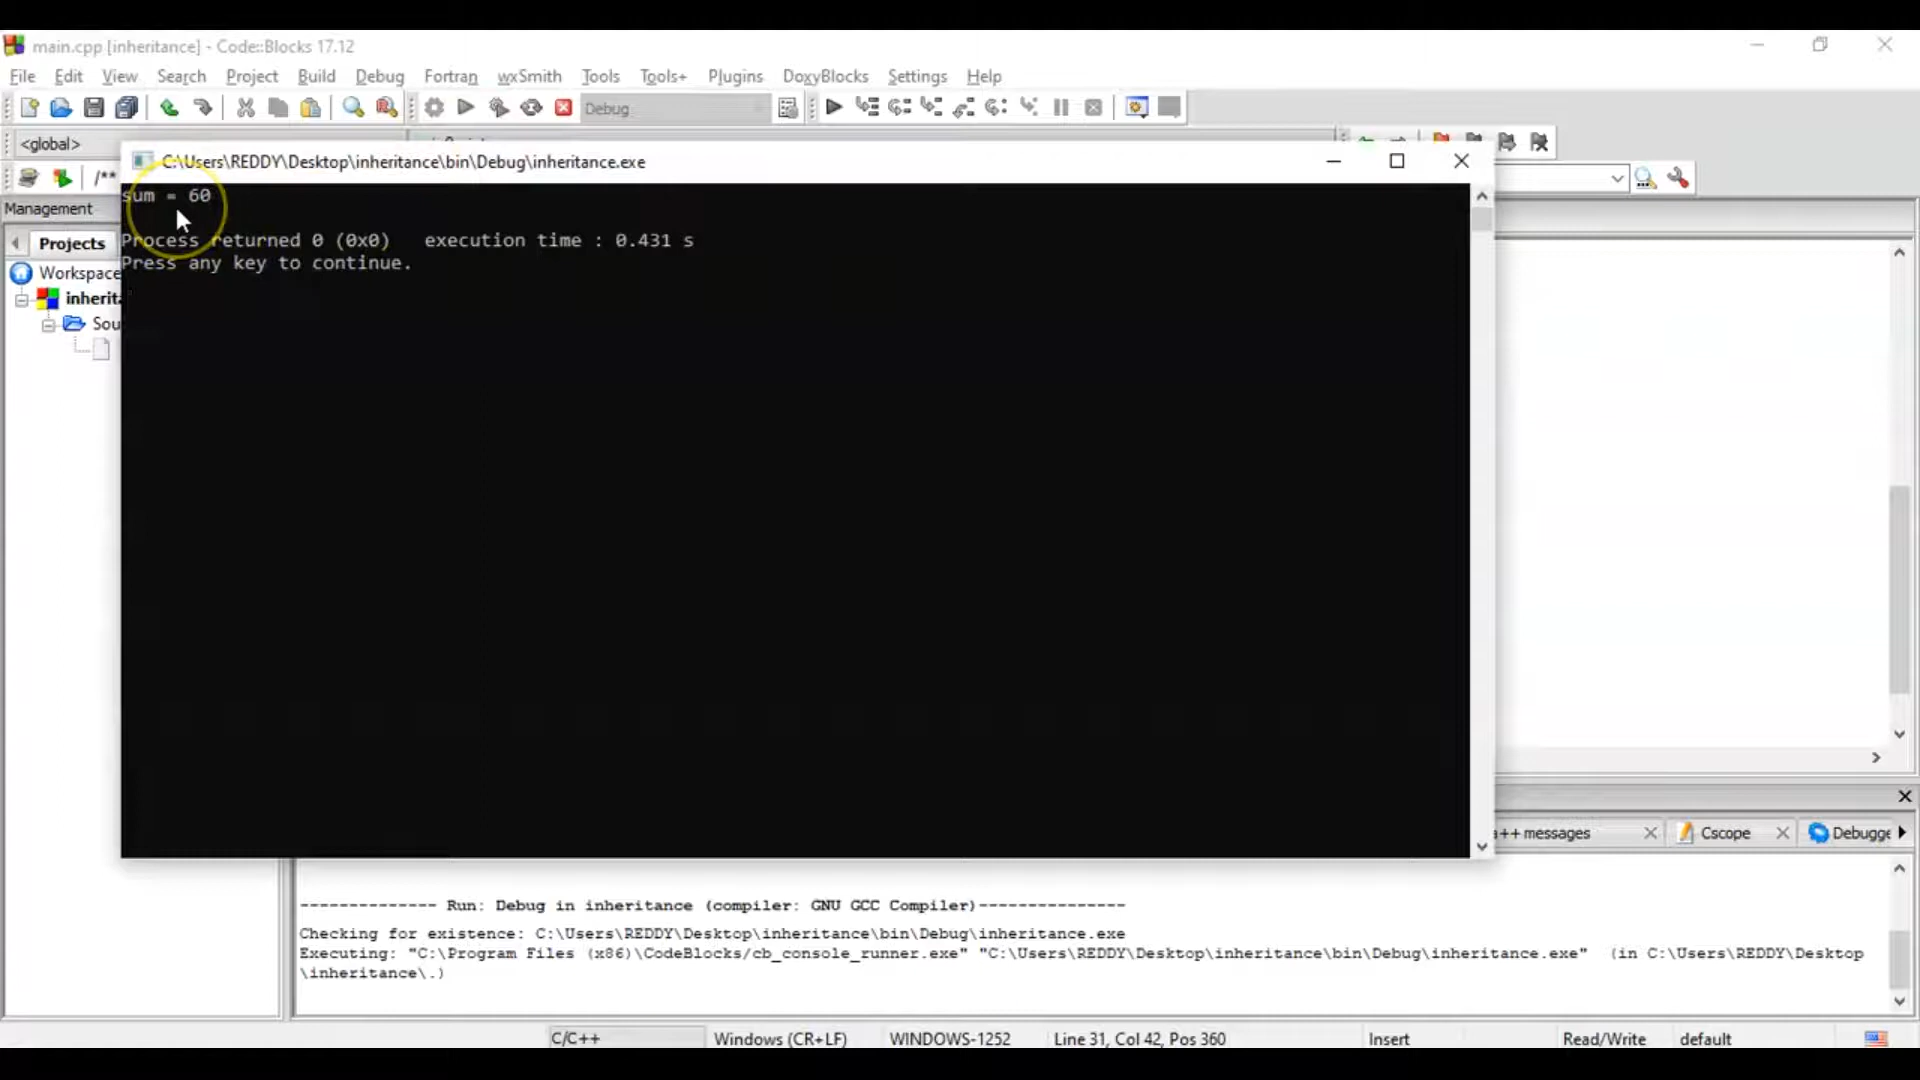 main.cpp [inheritance] - Code::Blocks 17.12
File Edit View Search Project Build Debug Fortran wxSmith Tools Tools+ Plugins DoxyBlocks Settings Help
Debug
<global>
C:\Users\REDDY\Desktop\inheritance\bin\Debug\inheritance.exe
/**
sum = 60
Management
Process returned 0 (0x0)   execution time : 0.431 s
Projects
Press any key to continue.
Workspace
inherita
Sou
a++ messages
Cscope
Debugge
-------------- Run: Debug in inheritance (compiler: GNU GCC Compiler)---------------
Checking for existence: C:\Users\REDDY\Desktop\inheritance\bin\Debug\inheritance.exe
Executing: "C:\Program Files (x86)\CodeBlocks/cb_console_runner.exe" "C:\Users\REDDY\Desktop\inheritance\bin\Debug\inheritance.exe"  (in C:\Users\REDDY\Desktop
\inheritance\.)
C/C++ Windows (CR+LF) WINDOWS-1252 Line 31, Col 42, Pos 360 Insert Read/Write default